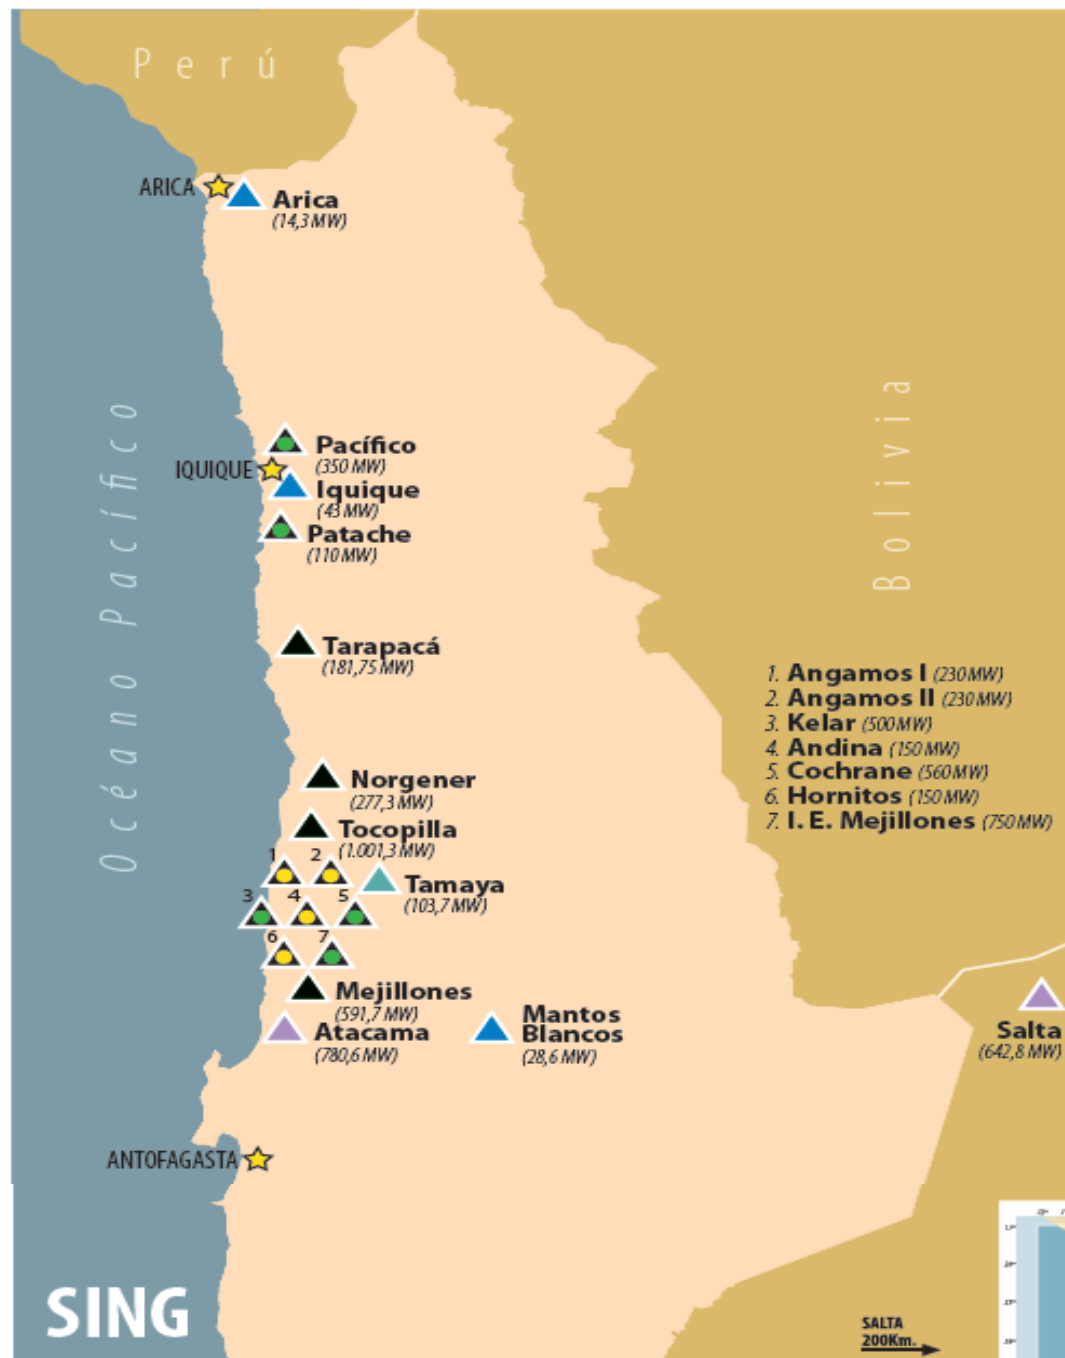 Perú
ARICA
Arica
(14,3 MW)
Océano Pacífico
Bolivia
Pacífico
(350 MW)
IQUIQUE
Iquique
(43 MW)
Patache
(110 MW)
Tarapacá
(181,75 MW)
1. Angamos I (230 MW)
2. Angamos II (230 MW)
3. Kelar (500 MW)
4. Andina (150 MW)
5. Cochrane (560 MW)
6. Hornitos (150 MW)
7. I. E. Mejillones (750 MW)
Norgener
(277,3 MW)
Tocopilla
(1.001,3 MW)
1 2
Tamaya
(103,7 MW)
3 4 5
6 7
Mejillones
(591,7 MW)
Atacama
(780,6 MW)
Mantos
Blancos
(28,6 MW)
Salta
(642,8 MW)
ANTOFAGASTA
SING
SALTA
200Km.